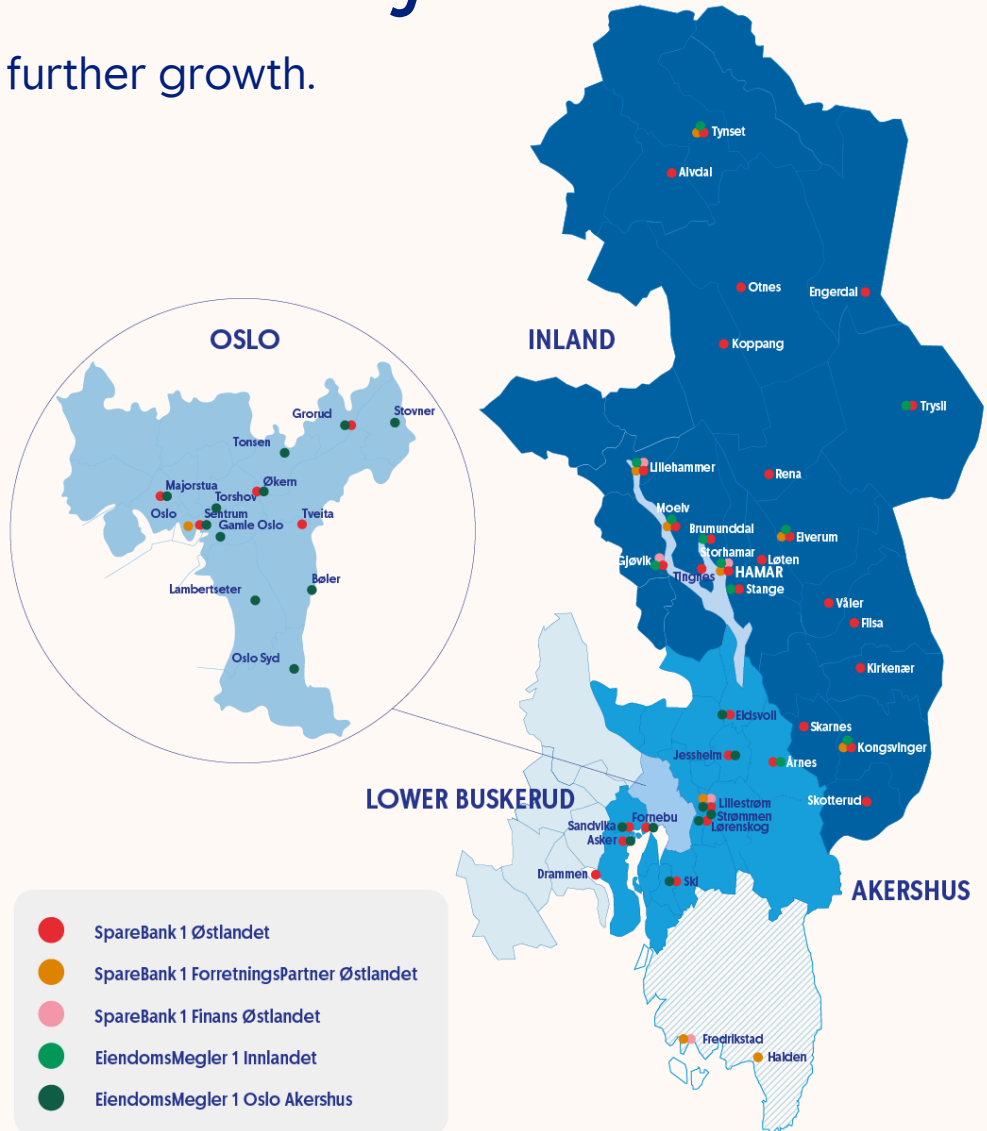 further growth.
Tynset
Alvdal
Otnes
Engerdal
OSLO
INLAND
Koppang
Trysil
Grorud
Stovner
Tonsen
Lillehammer
Rena
Økern
Majorstua
Torshov
Oslo
Sentrum
Tveita
Gamle Oslo
Moelv
Brumunddal
Elverum
Storhamar
Løten
Gjøvik
HAMAR
Tingnes
Stange
Bøler
Lambertseter
Våler
Flisa
Oslo Syd
Kirkenær
Eidsvoll
Skarnes
Kongsvinger
Jessheim
Årnes
LOWER BUSKERUD
Skotterud
Lillestrøm
Strømmen
Fornebu
Sandvika
Lørenskog
Asker
Drammen
Ski
AKERSHUS
SpareBank 1 Østlandet
SpareBank 1 ForretningsPartner Østlandet
SpareBank 1 Finans Østlandet
EiendomsMegler 1 Innlandet
EiendomsMegler 1 Oslo Akershus
Fredrikstad
Halden